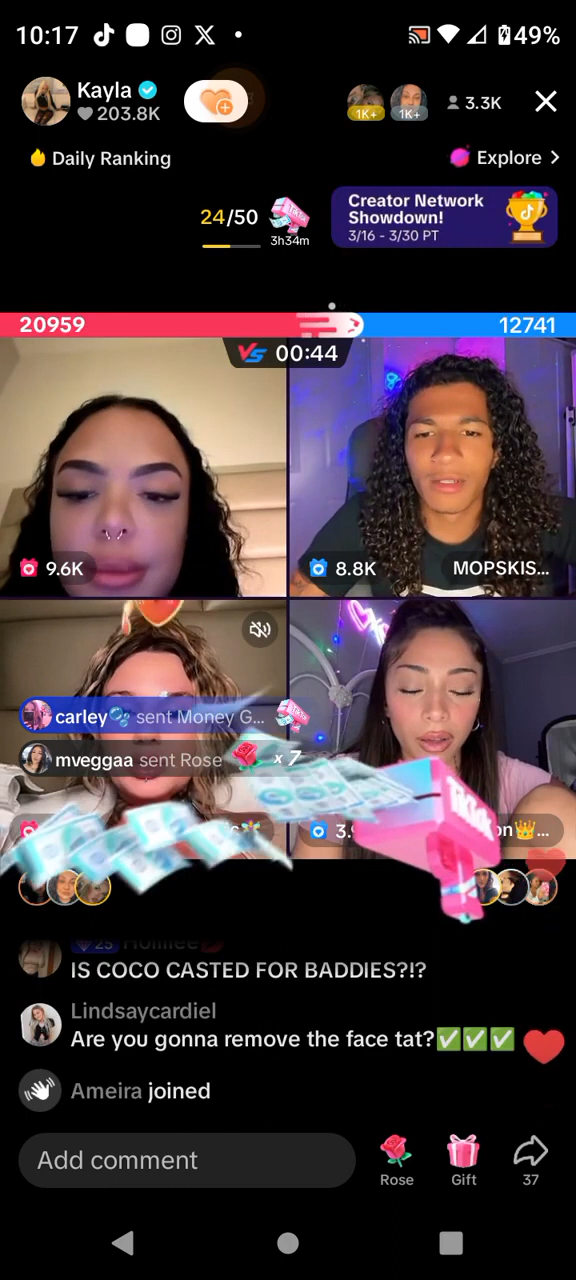 10:17
49%
Kayla
203.8K
1K+
1K+
3.3K
Daily Ranking
Explore >
24/50
3h34m
Creator Network
Showdown!
3/16 - 3/30 PT
20959
12741
VS 00:44
9.6K
8.8K
MOPSKIS...
carley🫧 sent Money G...
mveggaa sent Rose x 7
TikTok
IS COCO CASTED FOR BADDIES?!?
Lindsaycardiel
Are you gonna remove the face tat?✅✅✅
Ameira joined
Add comment
Rose
Gift
37